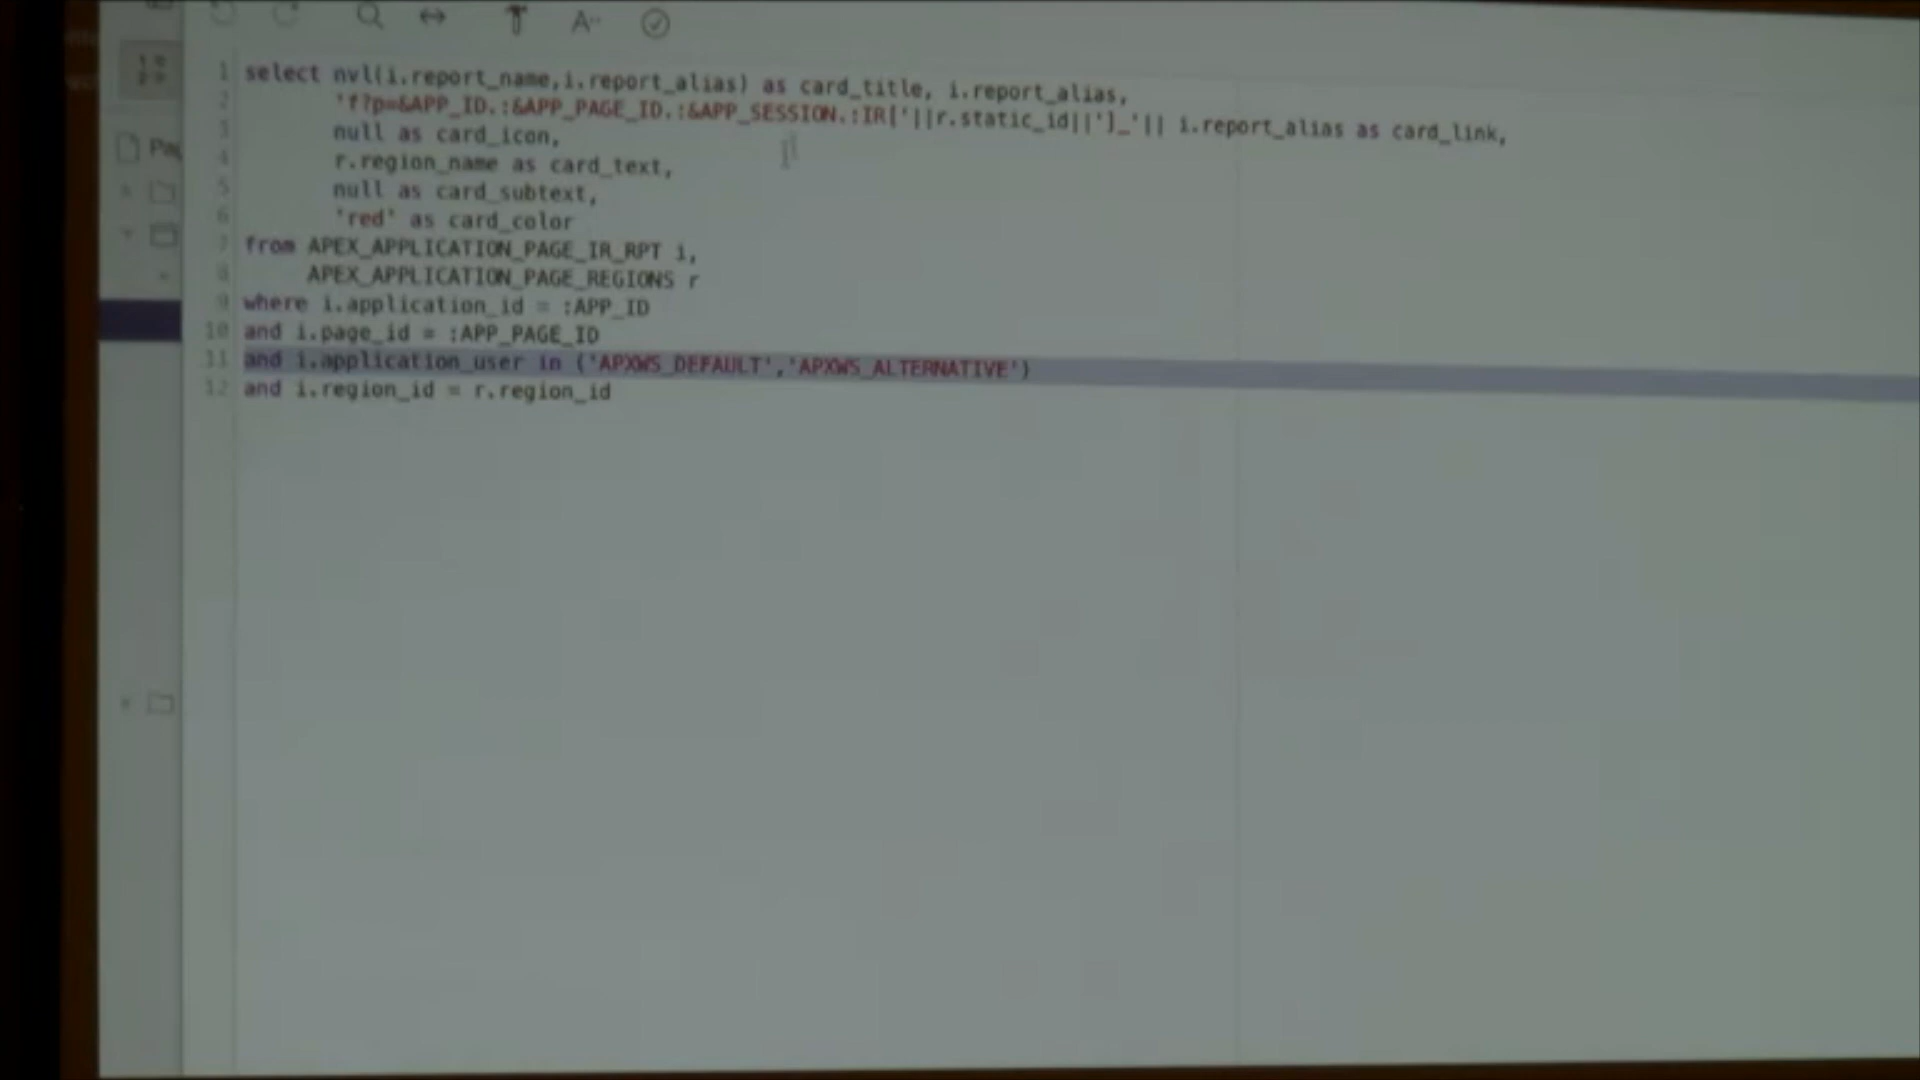 A
Pa
1 select nvl(i.report_name,i.report_alias) as card_title, i.report_alias,
2 'f?p=&APP_ID.:&APP_PAGE_ID.:&APP_SESSION.:IR['||r.static_id||']_'|| i.report_alias as card_link,
3 null as card_icon,
4 r.region_name as card_text,
5 null as card_subtext,
6 'red' as card_color
7 from APEX_APPLICATION_PAGE_IR_RPT i,
8 APEX_APPLICATION_PAGE_REGIONS r
9 where i.application_id = :APP_ID
10 and i.page_id = :APP_PAGE_ID
11 and i.application_user in ('APXWS_DEFAULT','APXWS_ALTERNATIVE')
12 and i.region_id = r.region_id